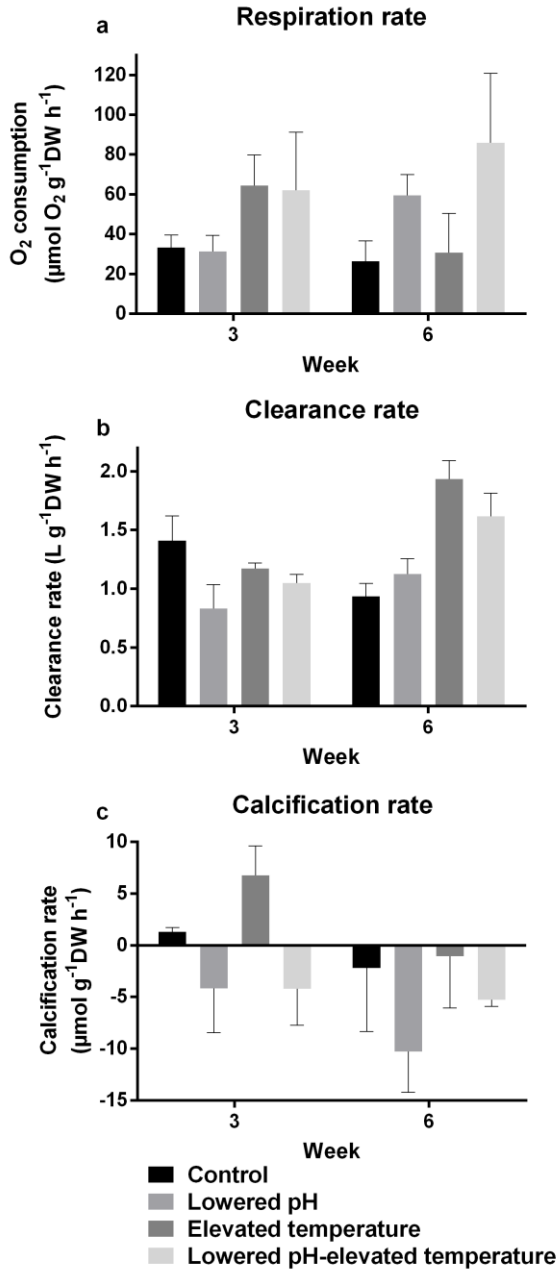 a
Respiration rate
O₂ consumption
(µmol O₂ g⁻¹DW h⁻¹)
120
100
80
60
40
20
0
3
6
Week
b
Clearance rate
Clearance rate (L g⁻¹DW h⁻¹)
2.0
1.5
1.0
0.5
0.0
3
6
Week
c
Calcification rate
Calcification rate
(µmol g⁻¹DW h⁻¹)
10
5
0
-5
-10
-15
3
6
Week
Control
Lowered pH
Elevated temperature
Lowered pH-elevated temperature